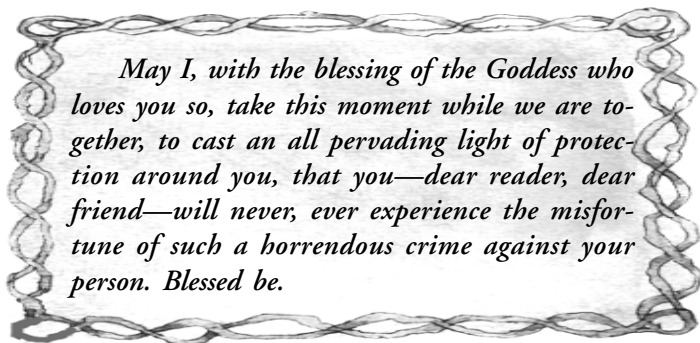 May I, with the blessing of the Goddess who
loves you so, take this moment while we are to-
gether, to cast an all pervading light of protec-
tion around you, that you—dear reader, dear
friend—will never, ever experience the misfor-
tune of such a horrendous crime against your
person. Blessed be.